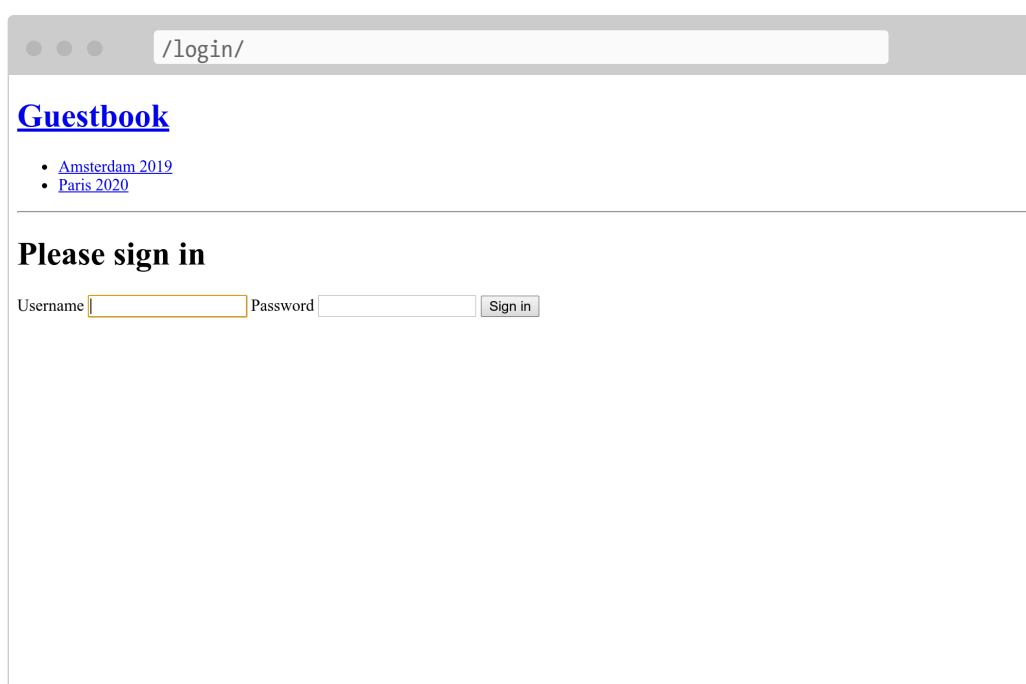 /login/
Guestbook
Amsterdam 2019
Paris 2020
Please sign in
Username Password Sign in